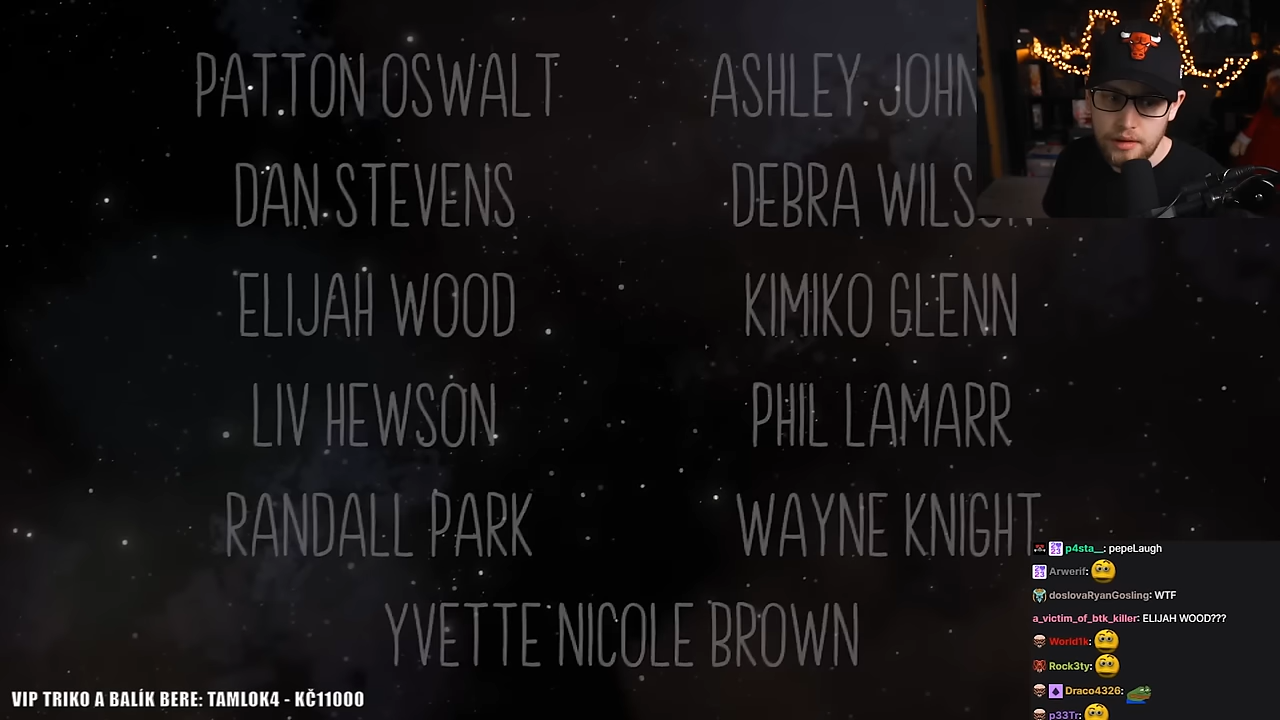 PATTON OSWALT
ASHLEY JOHN
DAN STEVENS
DEBRA WILSON
ELIJAH WOOD
KIMIKO GLENN
LIV HEWSON
PHIL LAMARR
RANDALL PARK
WAYNE KNIGHT
YVETTE NICOLE BROWN
p4sta__: pepeLaugh
Arwerif:
doslovaRyanGosling: WTF
a_victim_of_btk_killer: ELIJAH WOOD???
World1k:
Rock3ty:
Draco4326:
p33Tr:
VIP TRIKO A BALÍK BERE: TAMLOK4 - KČ11000